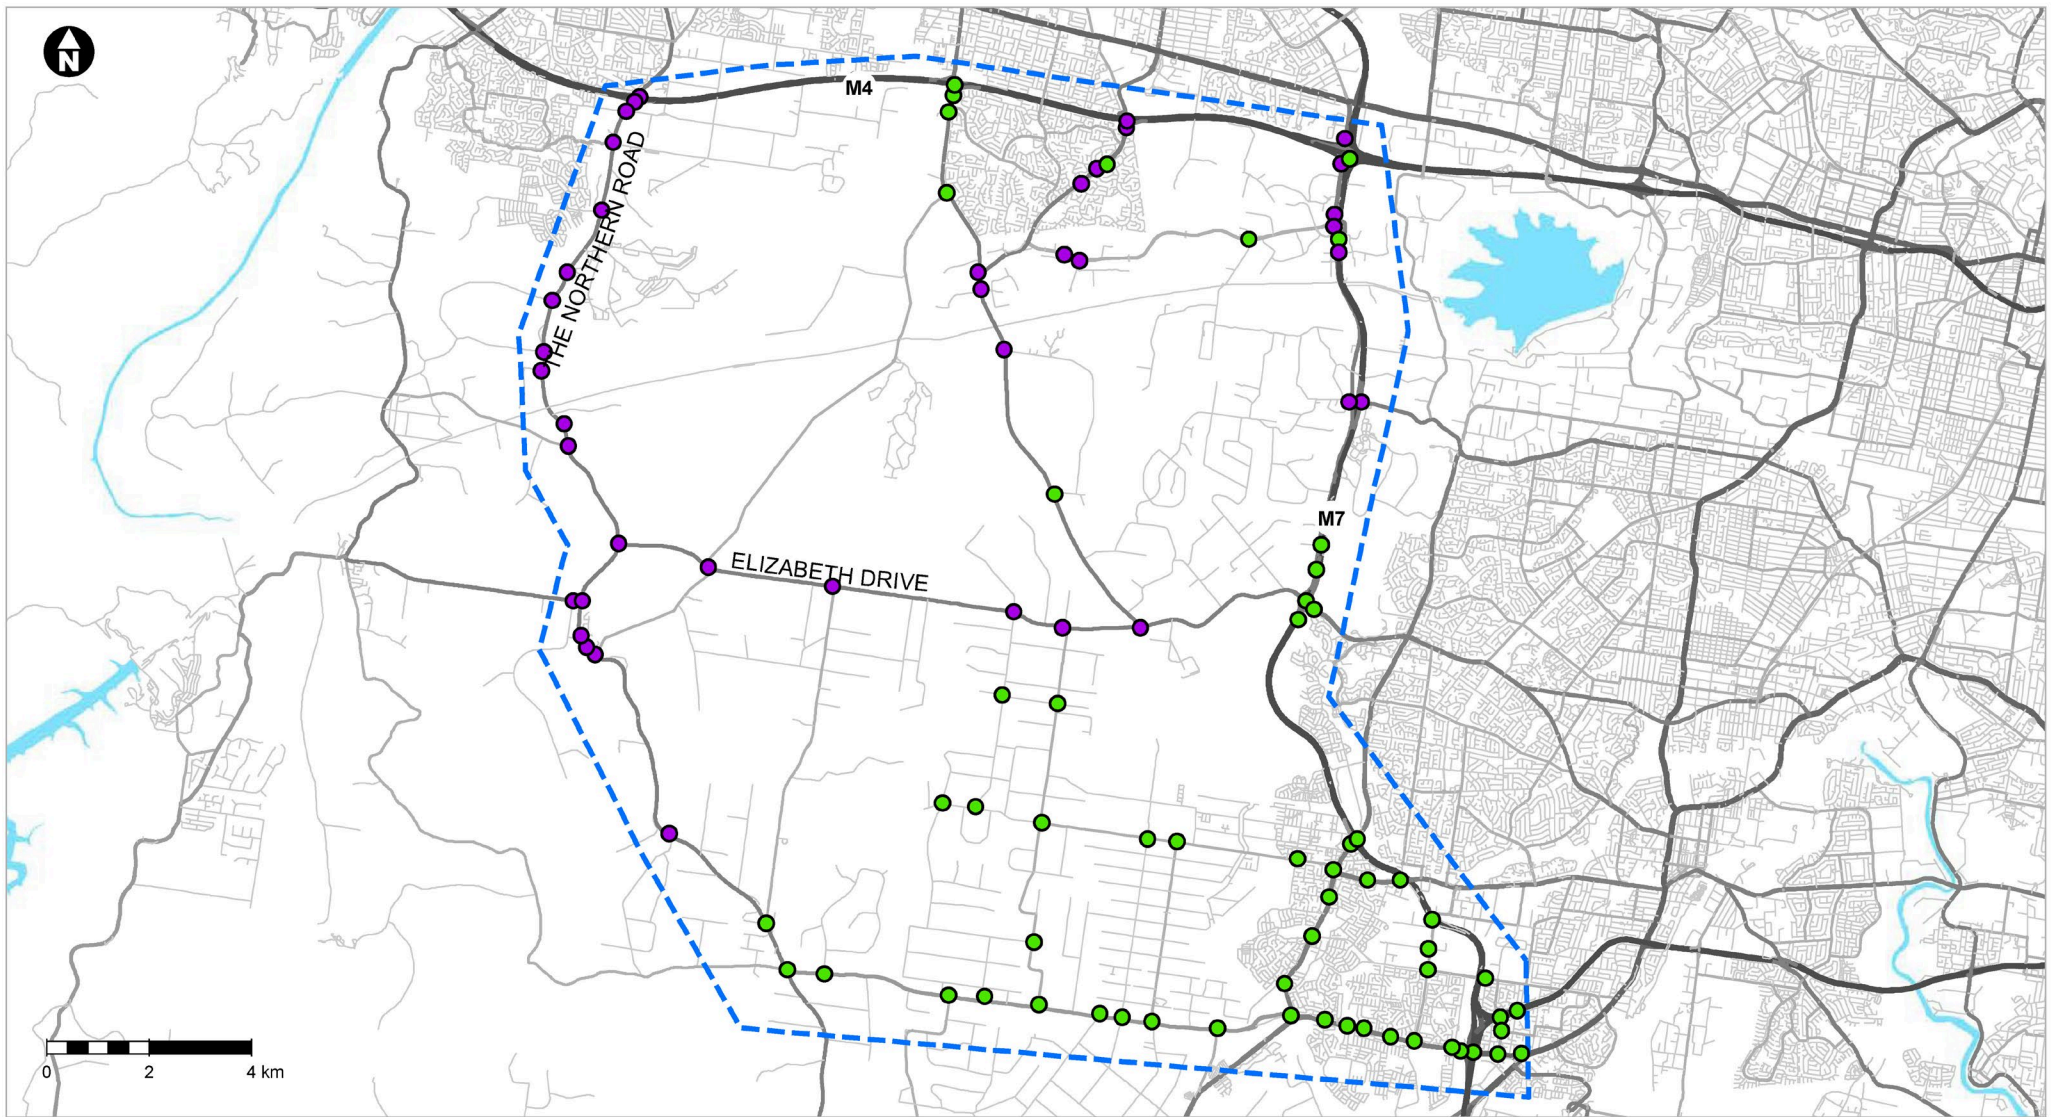 N
M4
THE NORTHERN ROAD
M7
ELIZABETH DRIVE
0 2 4 km